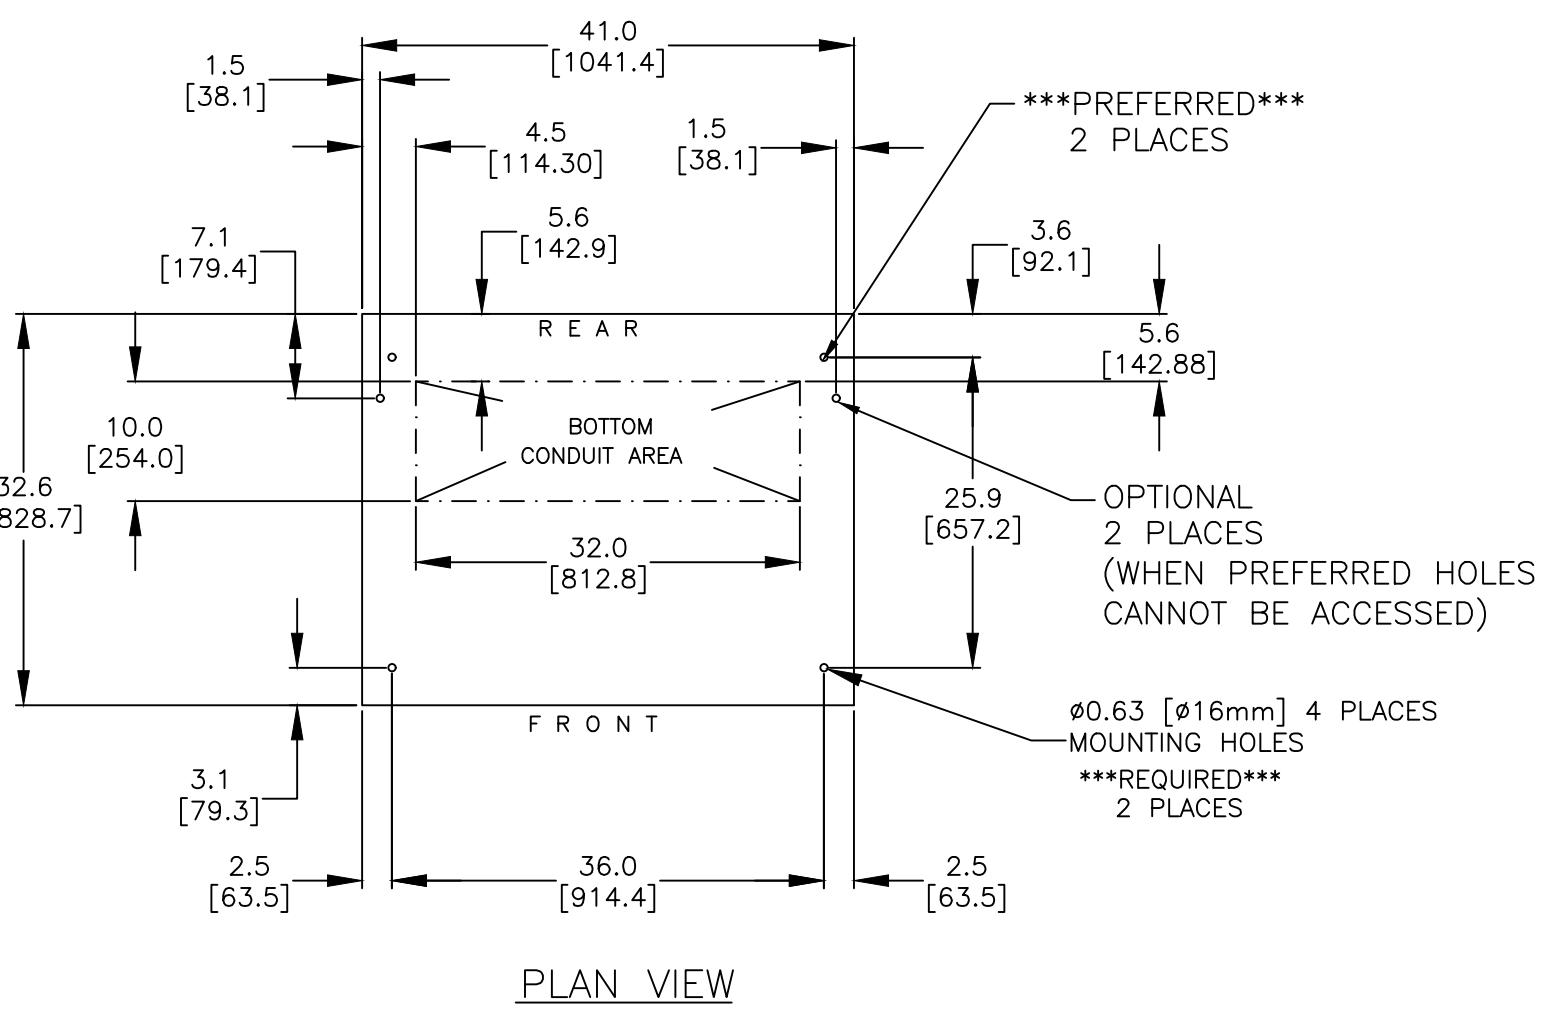 41.0
[1041.4]
1.5
[38.1]
***PREFERRED***
2 PLACES
4.5
[114.30]
1.5
[38.1]
5.6
[142.9]
7.1
[179.4]
3.6
[92.1]
REAR
5.6
[142.88]
10.0
[254.0]
BOTTOM
CONDUIT AREA
32.6
828.7]
25.9
[657.2]
OPTIONAL
2 PLACES
(WHEN PREFERRED HOLES
CANNOT BE ACCESSED)
32.0
[812.8]
FRONT
ø0.63 [ø16mm] 4 PLACES
MOUNTING HOLES
***REQUIRED***
2 PLACES
3.1
[79.3]
2.5
[63.5]
36.0
[914.4]
2.5
[63.5]
PLAN VIEW